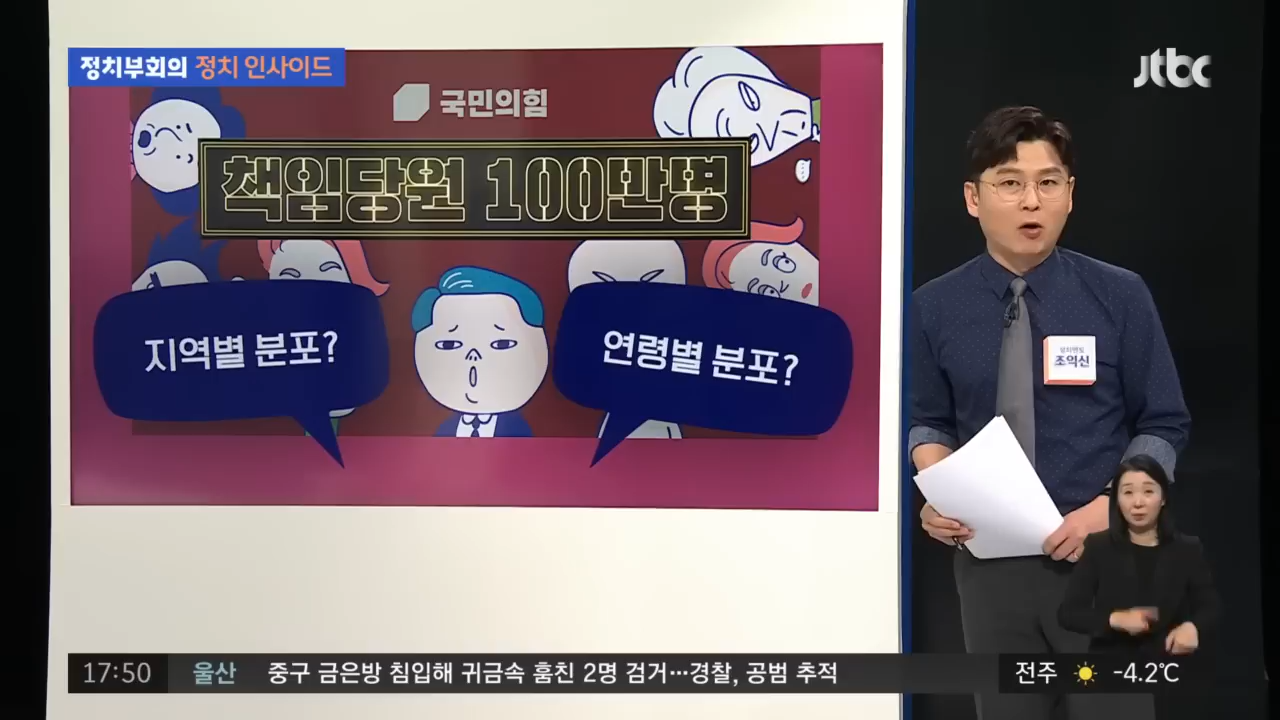 정치부회의 정치 인사이드
jtbc
국민의힘
책임당원 100만명
지역별 분포?
연령별 분포?
조익신
17:50 울산 중구 금은방 침입해 귀금속 훔친 2명 검거…경찰, 공범 추적 전주 -4.2℃